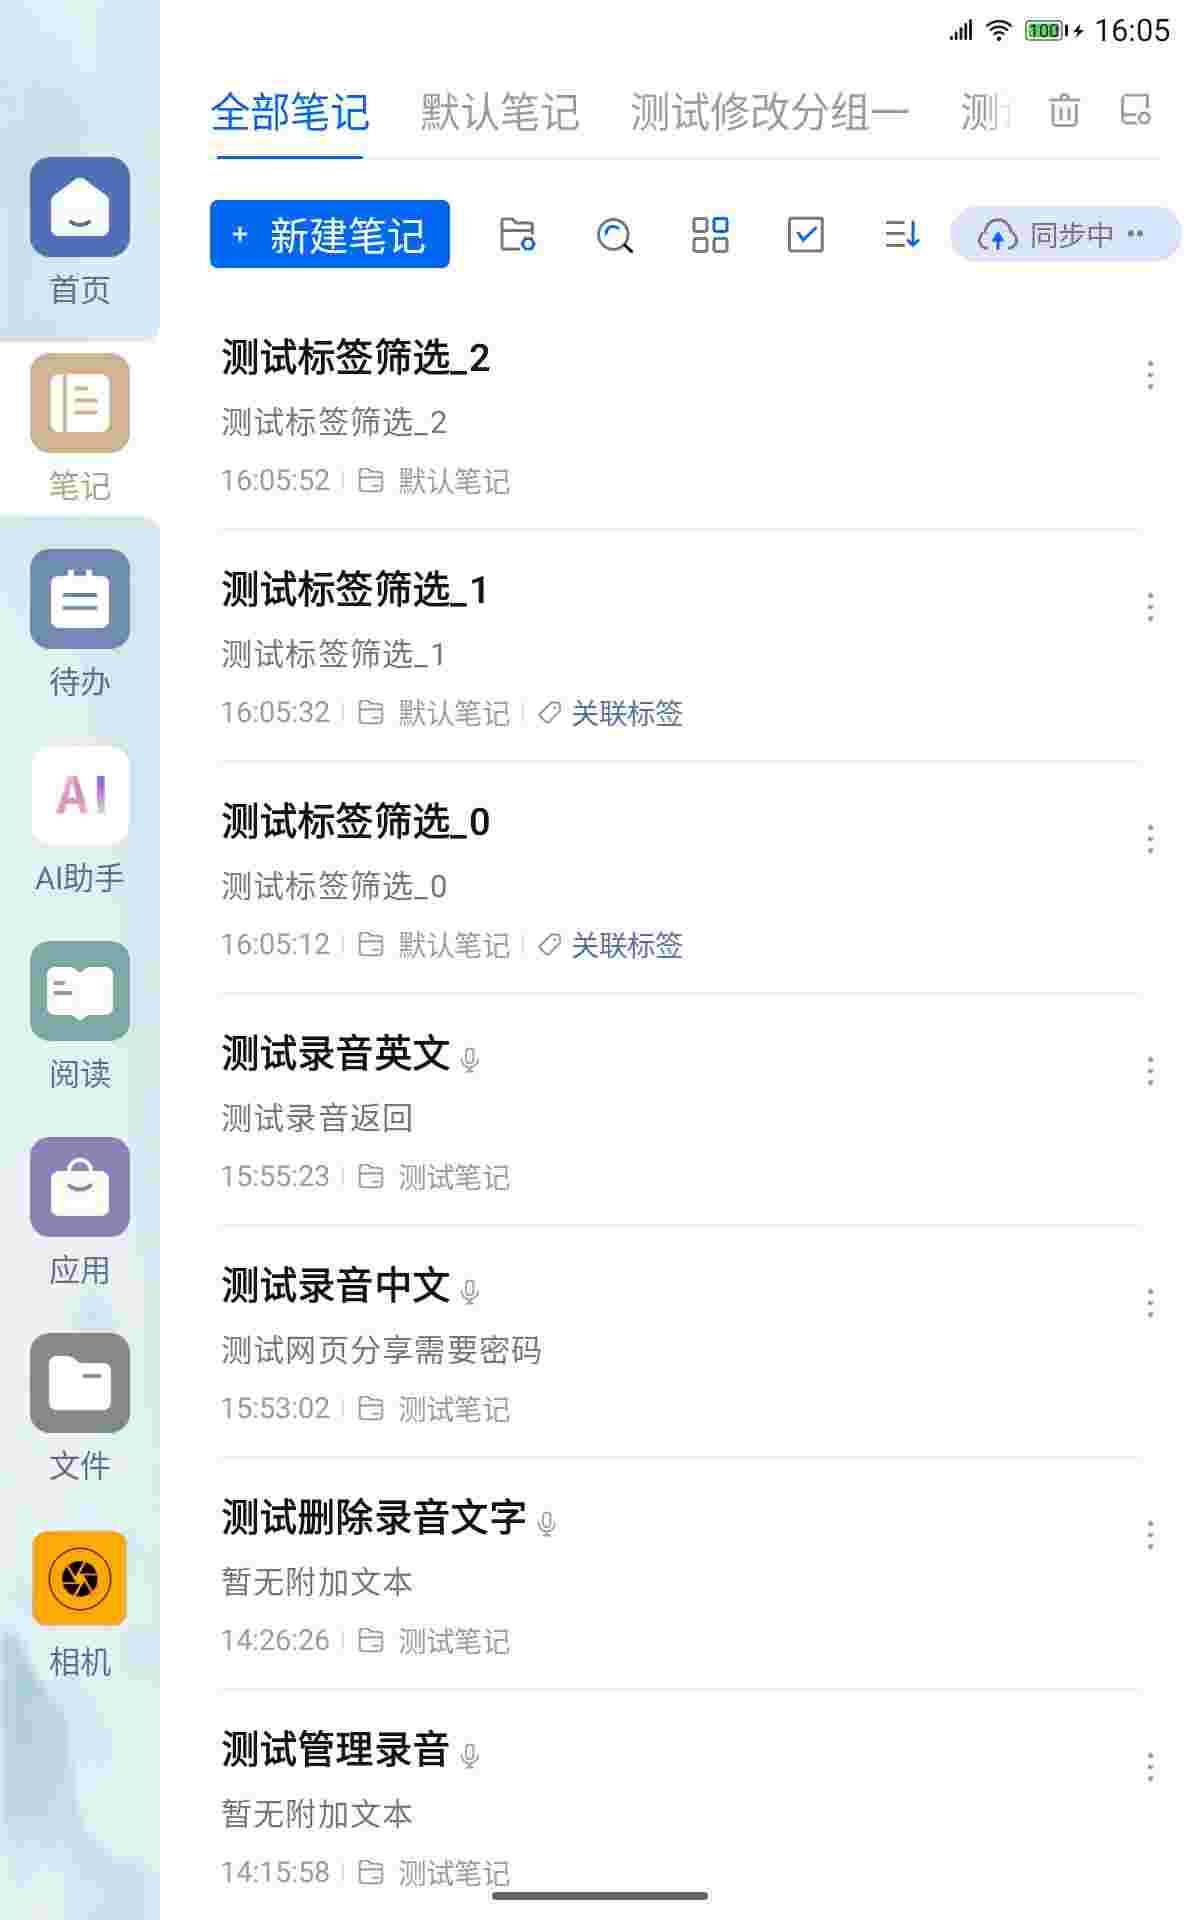 100 16:05
全部笔记 默认笔记 测试修改分组一 测
+ 新建笔记 同步中
首页
笔记
待办
AI
AI助手
阅读
应用
文件
相机
测试标签筛选_2
测试标签筛选_2
16:05:52 默认笔记
测试标签筛选_1
测试标签筛选_1
16:05:32 默认笔记 关联标签
测试标签筛选_0
测试标签筛选_0
16:05:12 默认笔记 关联标签
测试录音英文
测试录音返回
15:55:23 测试笔记
测试录音中文
测试网页分享需要密码
15:53:02 测试笔记
测试删除录音文字
暂无附加文本
14:26:26 测试笔记
测试管理录音
暂无附加文本
14:15:58 测试笔记